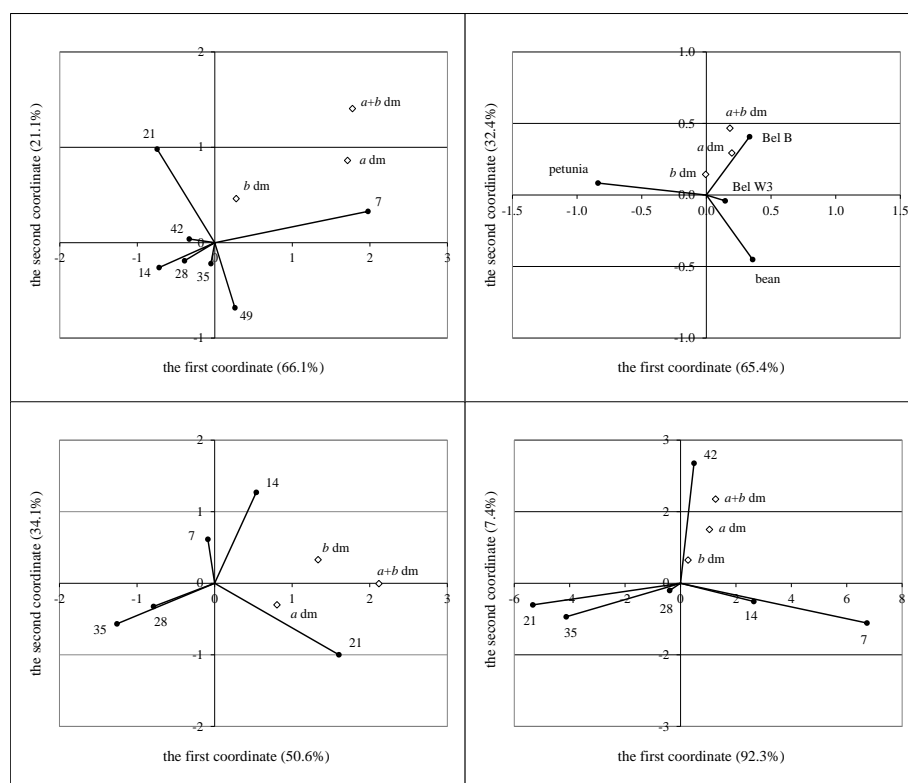 the second coordinate (21.1%)
2
1
0
-1
-2
-1
0
1
2
3
21
42
14
28
35
49
7
a+b dm
a dm
b dm
the first coordinate (66.1%)
the second coordinate (32.4%)
1.0
0.5
0.0
-0.5
-1.0
-1.5
-1.0
-0.5
0.0
0.5
1.0
1.5
a+b dm
Bel B
a dm
petunia
b dm
Bel W3
bean
the first coordinate (65.4%)
the second coordinate (34.1%)
2
1
0
-1
-2
-2
-1
0
1
2
3
14
7
b dm
a+b dm
a dm
35
28
21
the first coordinate (50.6%)
the second coordinate (7.4%)
3
2
0
-2
-3
-6
-4
-2
0
2
4
6
8
42
a+b dm
a dm
b dm
21
35
28
14
7
the first coordinate (92.3%)